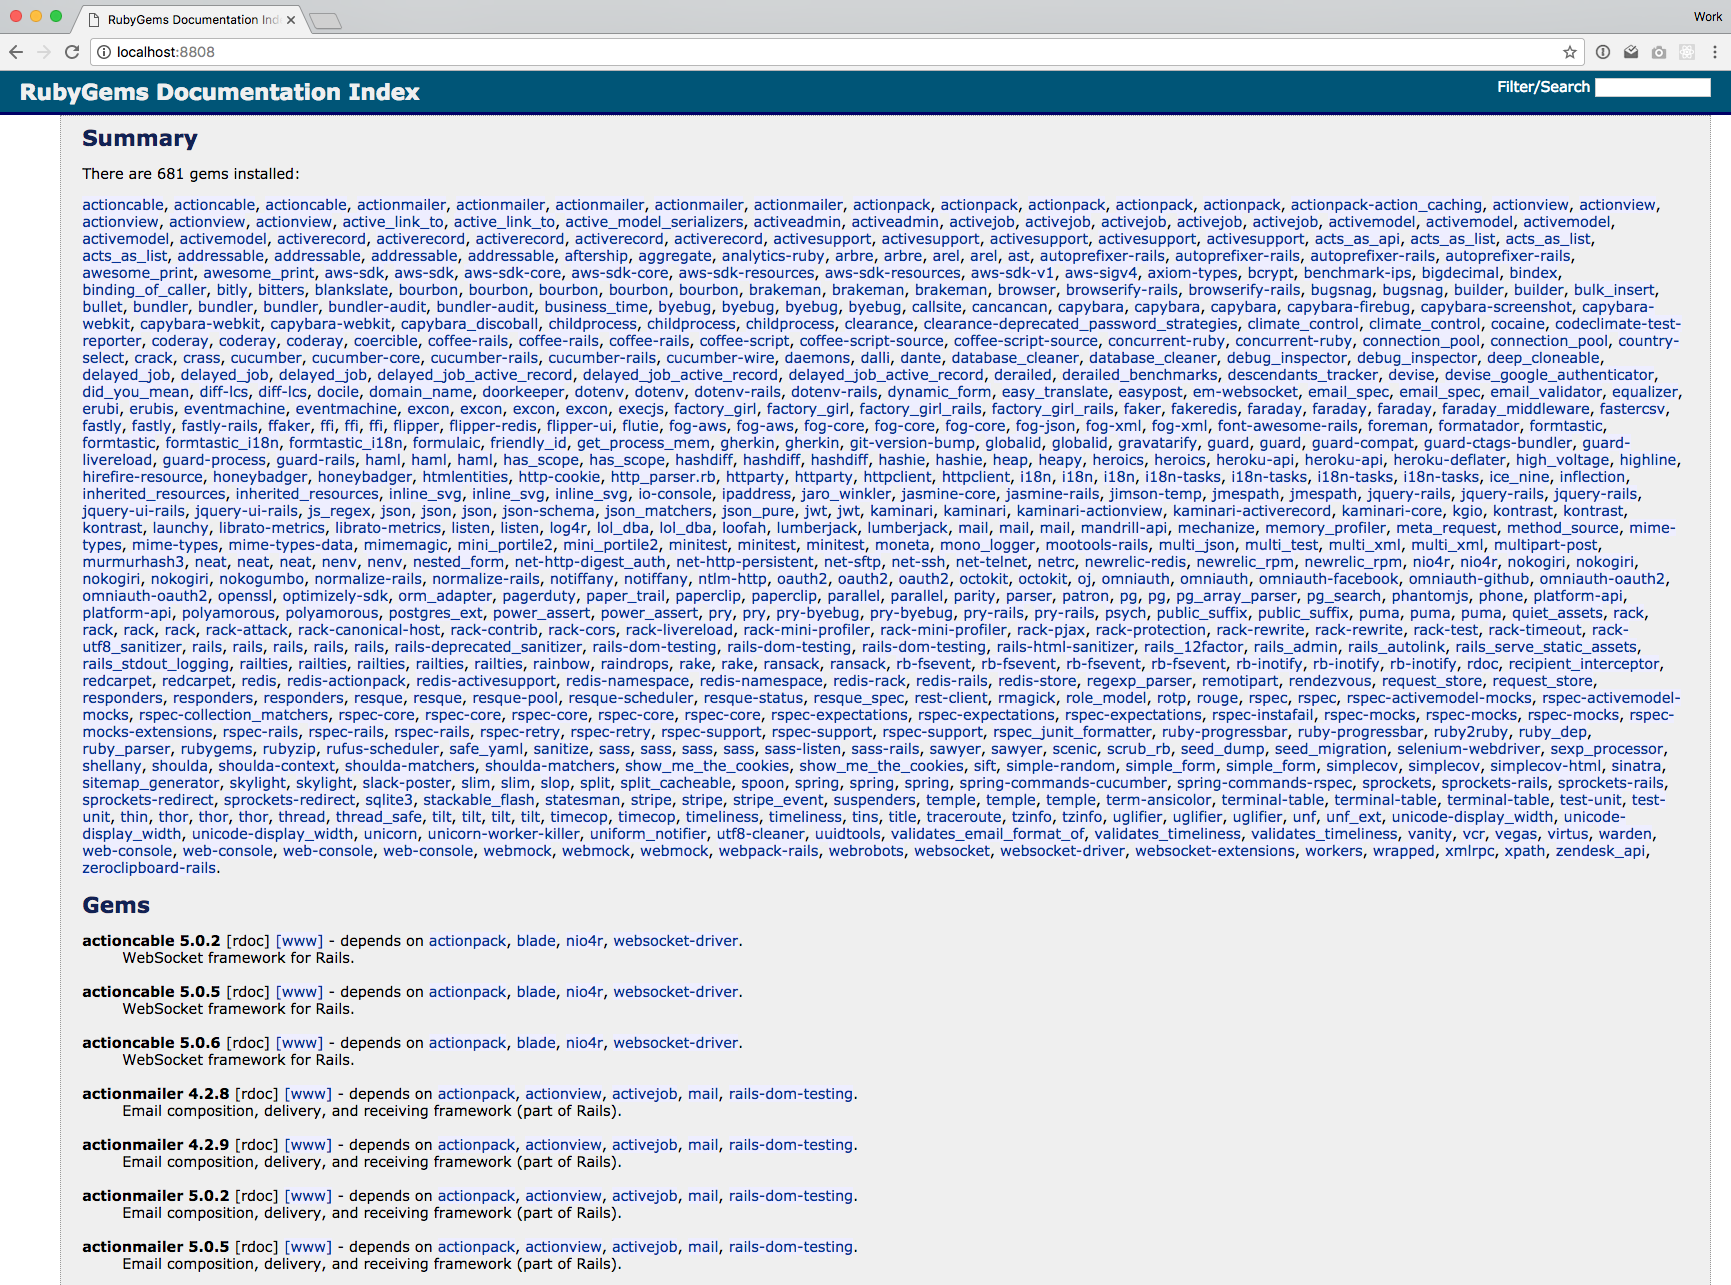 RubyGems Documentation Ind
Work
localhost:8808
RubyGems Documentation Index
Filter/Search
Summary
There are 681 gems installed:
actioncable, actioncable, actioncable, actionmailer, actionmailer, actionmailer, actionmailer, actionmailer, actionpack, actionpack, actionpack, actionpack, actionpack, actionpack-action_caching, actionview, actionview,
actionview, actionview, actionview, active_link_to, active_link_to, active_model_serializers, activeadmin, activeadmin, activejob, activejob, activejob, activejob, activejob, activemodel, activemodel, activemodel,
activemodel, activemodel, activerecord, activerecord, activerecord, activerecord, activerecord, activesupport, activesupport, activesupport, activesupport, activesupport, acts_as_api, acts_as_list, acts_as_list,
acts_as_list, addressable, addressable, addressable, addressable, aftership, aggregate, analytics-ruby, arbre, arbre, arel, arel, ast, autoprefixer-rails, autoprefixer-rails, autoprefixer-rails, autoprefixer-rails,
awesome_print, awesome_print, aws-sdk, aws-sdk, aws-sdk-core, aws-sdk-core, aws-sdk-resources, aws-sdk-resources, aws-sdk-v1, aws-sigv4, axiom-types, bcrypt, benchmark-ips, bigdecimal, bindex,
binding_of_caller, bitly, bitters, blankslate, bourbon, bourbon, bourbon, bourbon, bourbon, brakeman, brakeman, brakeman, browser, browserify-rails, browserify-rails, bugsnag, bugsnag, builder, builder, bulk_insert,
bullet, bundler, bundler, bundler, bundler-audit, bundler-audit, business_time, byebug, byebug, byebug, byebug, callsite, cancancan, capybara, capybara, capybara, capybara-firebug, capybara-screenshot, capybara-
webkit, capybara-webkit, capybara-webkit, capybara_discoball, childprocess, childprocess, childprocess, clearance, clearance-deprecated_password_strategies, climate_control, climate_control, cocaine, codeclimate-test-
reporter, coderay, coderay, coderay, coercible, coffee-rails, coffee-rails, coffee-rails, coffee-script, coffee-script-source, coffee-script-source, concurrent-ruby, concurrent-ruby, connection_pool, connection_pool, country-
select, crack, crass, cucumber, cucumber-core, cucumber-rails, cucumber-rails, cucumber-wire, daemons, dalli, dante, database_cleaner, database_cleaner, debug_inspector, debug_inspector, deep_cloneable,
delayed_job, delayed_job, delayed_job, delayed_job_active_record, delayed_job_active_record, delayed_job_active_record, derailed, derailed_benchmarks, descendants_tracker, devise, devise_google_authenticator,
did_you_mean, diff-lcs, diff-lcs, docile, domain_name, doorkeeper, dotenv, dotenv, dotenv-rails, dotenv-rails, dynamic_form, easy_translate, easypost, em-websocket, email_spec, email_spec, email_validator, equalizer,
erubi, erubis, eventmachine, eventmachine, excon, excon, excon, excon, execjs, factory_girl, factory_girl, factory_girl_rails, factory_girl_rails, faker, fakeredis, faraday, faraday, faraday, faraday_middleware, fastercsv,
fastly, fastly, fastly-rails, ffaker, ffi, ffi, ffi, flipper, flipper-redis, flipper-ui, flutie, fog-aws, fog-aws, fog-core, fog-core, fog-json, fog-xml, fog-xml, font-awesome-rails, foreman, formatador, formtastic,
formtastic, formtastic_i18n, formtastic_i18n, formulaic, friendly_id, get_process_mem, gherkin, gherkin, git-version-bump, globalid, globalid, gravatarify, guard, guard, guard-compat, guard-ctags-bundler, guard-
livereload, guard-process, guard-rails, haml, haml, haml, has_scope, has_scope, hashdiff, hashdiff, hashdiff, hashie, hashie, heap, heapy, heroics, heroics, heroku-api, heroku-api, heroku-deflater, high_voltage, highline,
hirefire-resource, honeybadger, honeybadger, htmlentities, http-cookie, http_parser.rb, httparty, httparty, httpclient, httpclient, i18n, i18n, i18n, i18n-tasks, i18n-tasks, i18n-tasks, i18n-tasks, ice_nine, inflection,
inherited_resources, inherited_resources, inline_svg, inline_svg, inline_svg, io-console, ipaddress, jaro_winkler, jasmine-core, jasmine-rails, jimson-temp, jmespath, jmespath, jquery-rails, jquery-rails, jquery-rails,
jquery-ui-rails, jquery-ui-rails, js_regex, json, json, json, json-schema, json_matchers, json_pure, jwt, jwt, kaminari, kaminari, kaminari-actionview, kaminari-activerecord, kaminari-core, kgio, kontrast, kontrast,
kontrast, launchy, librato-metrics, librato-metrics, listen, listen, log4r, lol_dba, lol_dba, loofah, lumberjack, lumberjack, mail, mail, mail, mandrill-api, mechanize, memory_profiler, meta_request, method_source, mime-
types, mime-types, mime-types-data, mimemagic, mini_portile2, mini_portile2, minitest, minitest, minitest, moneta, mono_logger, mootools-rails, multi_json, multi_test, multi_xml, multi_xml, multipart-post,
murmurhash3, neat, neat, neat, nenv, nenv, nested_form, net-http-digest_auth, net-http-persistent, net-sftp, net-ssh, net-telnet, netrc, newrelic-redis, newrelic_rpm, newrelic_rpm, nio4r, nio4r, nokogiri, nokogiri,
nokogiri, nokogiri, nokogumbo, normalize-rails, normalize-rails, notiffany, notiffany, ntlm-http, oauth2, oauth2, oauth2, octokit, octokit, oj, omniauth, omniauth, omniauth-facebook, omniauth-github, omniauth-oauth2,
omniauth-oauth2, openssl, optimizely-sdk, orm_adapter, pagerduty, paper_trail, paperclip, paperclip, parallel, parallel, parity, parser, patron, pg, pg, pg_array_parser, pg_search, phantomjs, phone, platform-api,
platform-api, polyamorous, polyamorous, postgres_ext, power_assert, power_assert, pry, pry, pry-byebug, pry-byebug, pry-rails, pry-rails, psych, public_suffix, public_suffix, puma, puma, puma, quiet_assets, rack,
rack, rack, rack, rack-attack, rack-canonical-host, rack-contrib, rack-cors, rack-livereload, rack-mini-profiler, rack-mini-profiler, rack-pjax, rack-protection, rack-rewrite, rack-rewrite, rack-test, rack-timeout, rack-
utf8_sanitizer, rails, rails, rails, rails, rails, rails-deprecated_sanitizer, rails-dom-testing, rails-dom-testing, rails-dom-testing, rails-html-sanitizer, rails_12factor, rails_admin, rails_autolink, rails_serve_static_assets,
rails_stdout_logging, railties, railties, railties, railties, railties, rainbow, raindrops, rake, rake, ransack, ransack, rb-fsevent, rb-fsevent, rb-fsevent, rb-fsevent, rb-inotify, rb-inotify, rb-inotify, rdoc, recipient_interceptor,
redcarpet, redcarpet, redis, redis-actionpack, redis-activesupport, redis-namespace, redis-namespace, redis-rack, redis-rails, redis-store, regexp_parser, remotipart, rendezvous, request_store, request_store,
responders, responders, responders, resque, resque, resque-pool, resque-scheduler, resque-status, resque_spec, rest-client, rmagick, role_model, rotp, rouge, rspec, rspec, rspec-activemodel-mocks, rspec-activemodel-
mocks, rspec-collection_matchers, rspec-core, rspec-core, rspec-core, rspec-core, rspec-core, rspec-expectations, rspec-expectations, rspec-expectations, rspec-instafail, rspec-mocks, rspec-mocks, rspec-mocks, rspec-
mocks-extensions, rspec-rails, rspec-rails, rspec-rails, rspec-retry, rspec-retry, rspec-support, rspec-support, rspec-support, rspec_junit_formatter, ruby-progressbar, ruby-progressbar, ruby2ruby, ruby_dep,
ruby_parser, rubygems, rubyzip, rufus-scheduler, safe_yaml, sanitize, sass, sass, sass, sass, sass-listen, sass-rails, sawyer, sawyer, scenic, scrub_rb, seed_dump, seed_migration, selenium-webdriver, sexp_processor,
shellany, shoulda, shoulda-context, shoulda-matchers, shoulda-matchers, show_me_the_cookies, show_me_the_cookies, sift, simple-random, simple_form, simple_form, simplecov, simplecov, simplecov-html, sinatra,
sitemap_generator, skylight, skylight, slack-poster, slim, slim, slop, split, split_cacheable, spoon, spring, spring, spring, spring-commands-cucumber, spring-commands-rspec, sprockets, sprockets-rails, sprockets-rails,
sprockets-redirect, sprockets-redirect, sqlite3, stackable_flash, statesman, stripe, stripe, stripe_event, suspenders, temple, temple, temple, term-ansicolor, terminal-table, terminal-table, terminal-table, test-unit, test-
unit, thin, thor, thor, thor, thread, thread_safe, tilt, tilt, tilt, tilt, timecop, timecop, timeliness, timeliness, tins, title, traceroute, tzinfo, tzinfo, uglifier, uglifier, uglifier, unf, unf_ext, unicode-display_width, unicode-
display_width, unicode-display_width, unicorn, unicorn-worker-killer, uniform_notifier, utf8-cleaner, uuidtools, validates_email_format_of, validates_timeliness, validates_timeliness, vanity, vcr, vegas, virtus, warden,
web-console, web-console, web-console, web-console, webmock, webmock, webmock, webpack-rails, webrobots, websocket, websocket-driver, websocket-extensions, workers, wrapped, xmlrpc, xpath, zendesk_api,
zeroclipboard-rails.
Gems
actioncable 5.0.2 [rdoc] [www] - depends on actionpack, blade, nio4r, websocket-driver.
WebSocket framework for Rails.
actioncable 5.0.5 [rdoc] [www] - depends on actionpack, blade, nio4r, websocket-driver.
WebSocket framework for Rails.
actioncable 5.0.6 [rdoc] [www] - depends on actionpack, blade, nio4r, websocket-driver.
WebSocket framework for Rails.
actionmailer 4.2.8 [rdoc] [www] - depends on actionpack, actionview, activejob, mail, rails-dom-testing.
Email composition, delivery, and receiving framework (part of Rails).
actionmailer 4.2.9 [rdoc] [www] - depends on actionpack, actionview, activejob, mail, rails-dom-testing.
Email composition, delivery, and receiving framework (part of Rails).
actionmailer 5.0.2 [rdoc] [www] - depends on actionpack, actionview, activejob, mail, rails-dom-testing.
Email composition, delivery, and receiving framework (part of Rails).
actionmailer 5.0.5 [rdoc] [www] - depends on actionpack, actionview, activejob, mail, rails-dom-testing.
Email composition, delivery, and receiving framework (part of Rails).